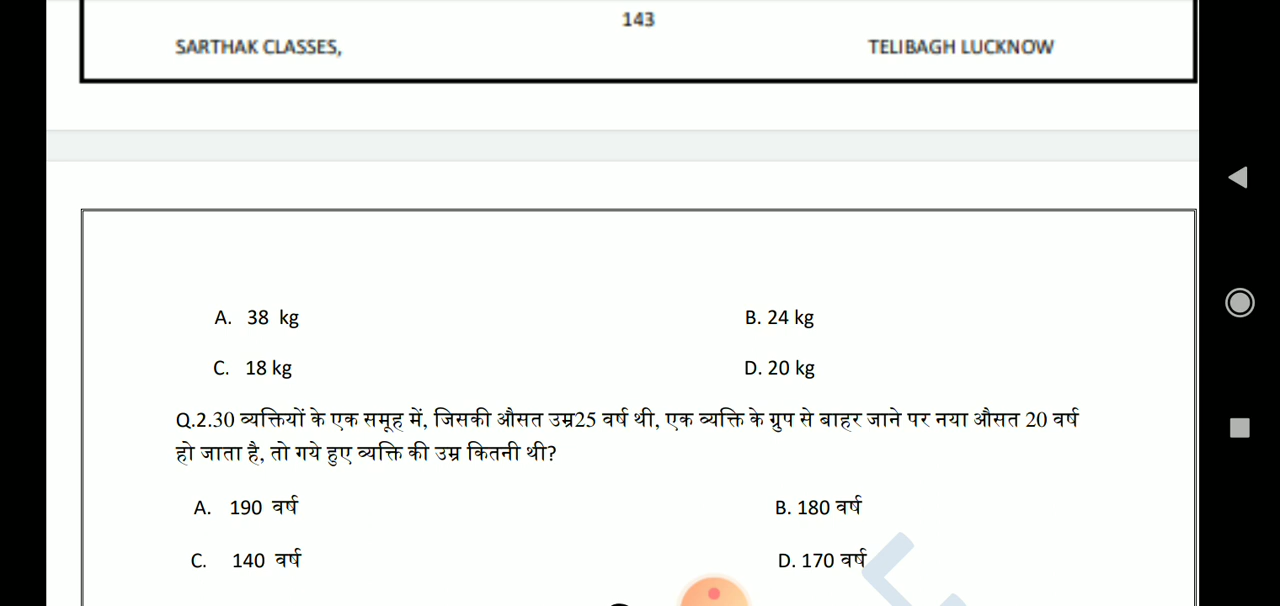 143
SARTHAK CLASSES, TELIBAGH LUCKNOW
A. 38 kg B. 24 kg
C. 18 kg D. 20 kg
Q.2.30 व्यक्तियों के एक समूह में, जिसकी औसत उम्र25 वर्ष थी, एक व्यक्ति के ग्रुप से बाहर जाने पर नया औसत 20 वर्ष
हो जाता है, तो गये हुए व्यक्ति की उम्र कितनी थी?
A. 190 वर्ष B. 180 वर्ष
C. 140 वर्ष D. 170 वर्ष